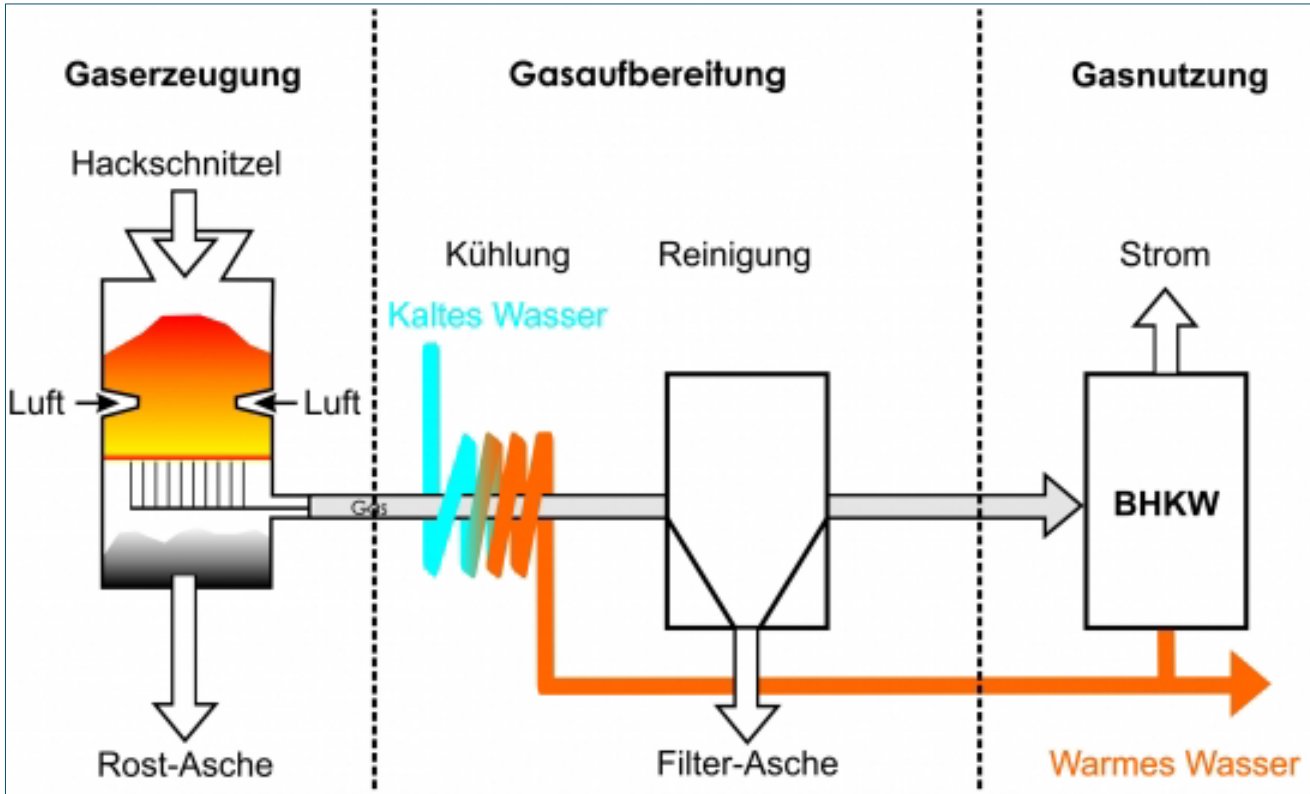 Gaserzeugung
Gasaufbereitung
Gasnutzung
Hackschnitzel
Kühlung
Reinigung
Strom
Kaltes Wasser
Luft
Luft
Gas
BHKW
Rost-Asche
Filter-Asche
Warmes Wasser